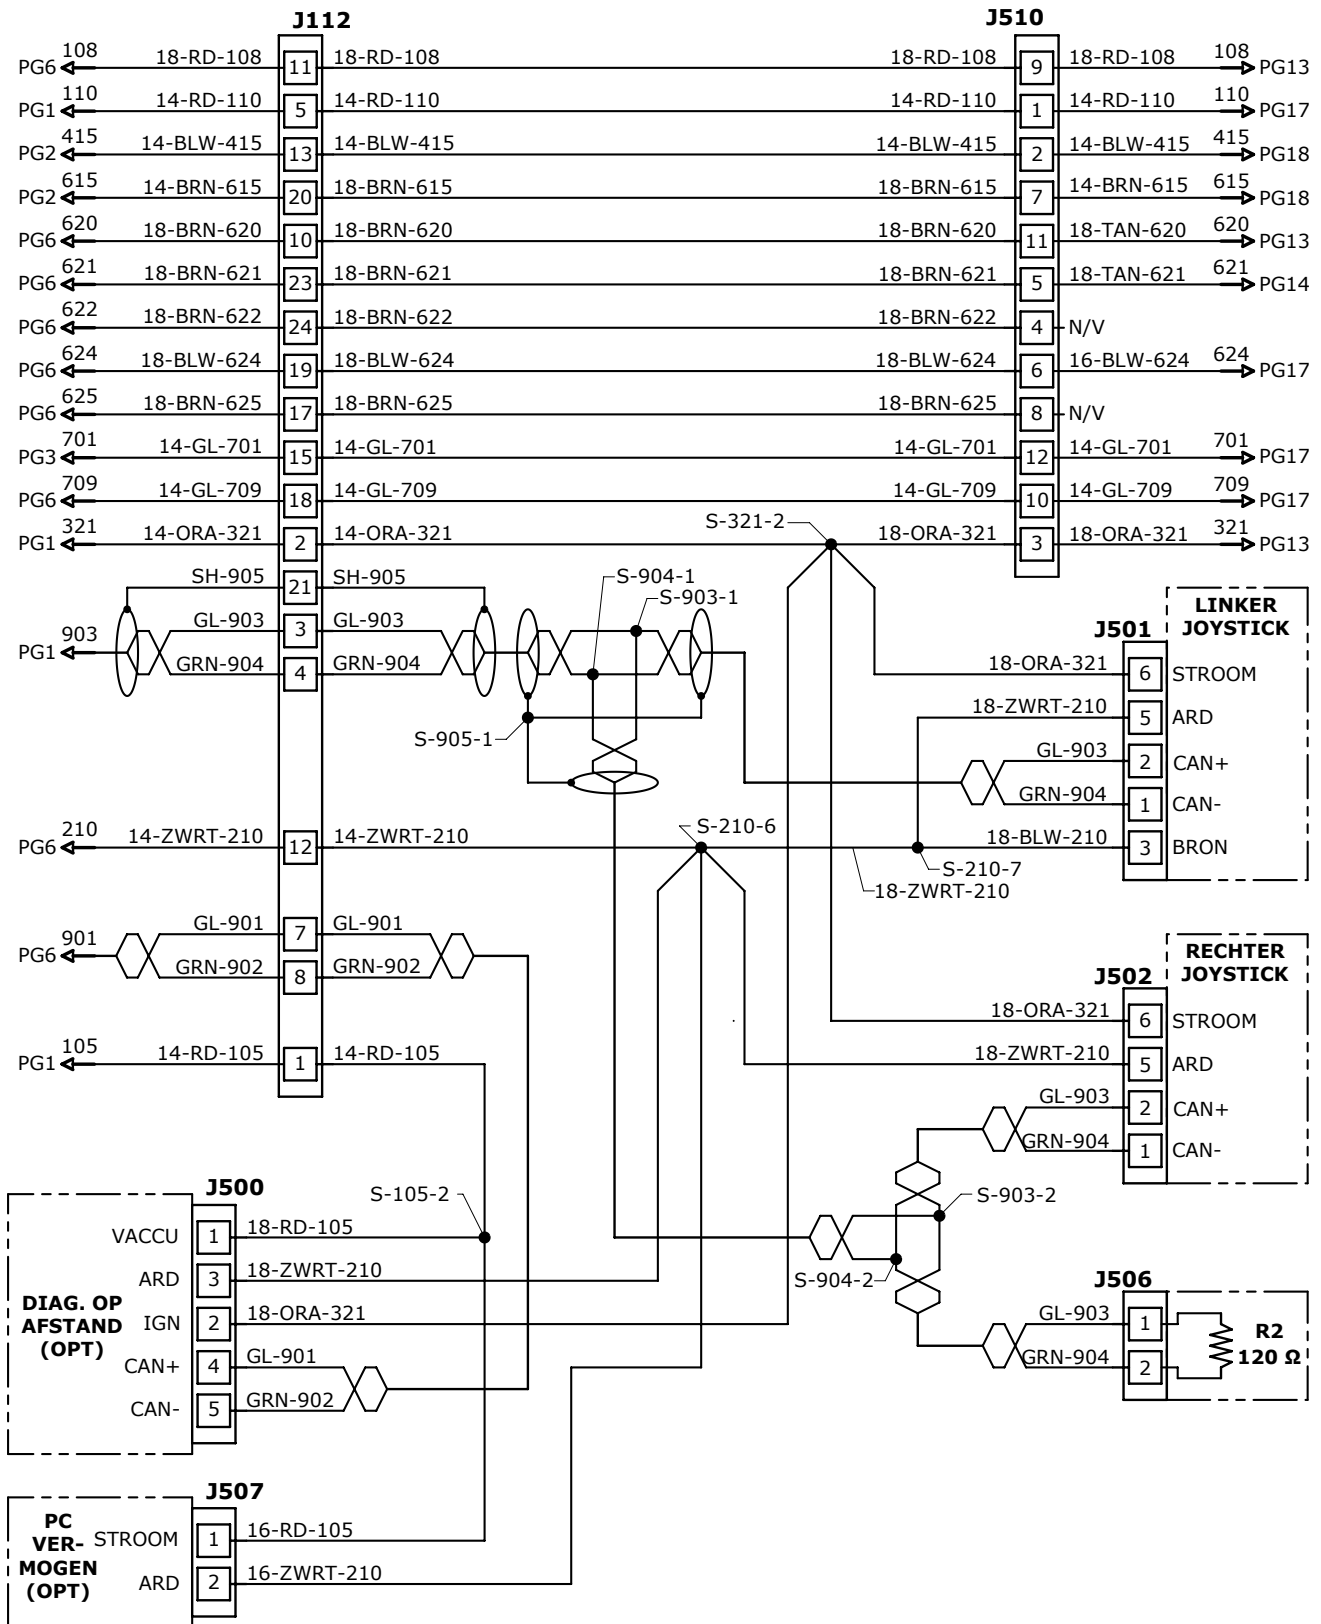 J112
J510
108
PG6
18-RD-108
11
18-RD-108
18-RD-108
9
18-RD-108
108
PG13
110
PG1
14-RD-110
5
14-RD-110
14-RD-110
1
14-RD-110
110
PG17
415
PG2
14-BLW-415
13
14-BLW-415
14-BLW-415
2
14-BLW-415
415
PG18
615
PG2
14-BRN-615
20
18-BRN-615
18-BRN-615
7
14-BRN-615
615
PG18
620
PG6
18-BRN-620
10
18-BRN-620
18-BRN-620
11
18-TAN-620
620
PG13
621
PG6
18-BRN-621
23
18-BRN-621
18-BRN-621
5
18-TAN-621
621
PG14
622
PG6
18-BRN-622
24
18-BRN-622
18-BRN-622
4
N/V
624
PG6
18-BLW-624
19
18-BLW-624
18-BLW-624
6
16-BLW-624
624
PG17
625
PG6
18-BRN-625
17
18-BRN-625
18-BRN-625
8
N/V
701
PG3
14-GL-701
15
14-GL-701
14-GL-701
12
14-GL-701
701
PG17
709
PG6
14-GL-709
18
14-GL-709
14-GL-709
10
14-GL-709
709
PG17
321
PG1
14-ORA-321
2
14-ORA-321
S-321-2
18-ORA-321
3
18-ORA-321
321
PG13
SH-905
21
SH-905
S-904-1
S-903-1
903
PG1
GL-903
3
GL-903
GRN-904
4
GRN-904
S-905-1
LINKER
JOYSTICK
J501
18-ORA-321
6
STROOM
18-ZWRT-210
5
ARD
GL-903
2
CAN+
GRN-904
1
CAN-
18-BLW-210
3
BRON
210
PG6
14-ZWRT-210
12
14-ZWRT-210
S-210-6
S-210-7
18-ZWRT-210
901
PG6
GL-901
7
GL-901
GRN-902
8
GRN-902
RECHTER
JOYSTICK
J502
18-ORA-321
6
STROOM
18-ZWRT-210
5
ARD
GL-903
2
CAN+
GRN-904
1
CAN-
105
PG1
14-RD-105
1
14-RD-105
J500
S-105-2
S-903-2
S-904-2
DIAG. OP
AFSTAND
(OPT)
VACCU
1
18-RD-105
ARD
3
18-ZWRT-210
IGN
2
18-ORA-321
CAN+
4
GL-901
CAN-
5
GRN-902
J506
GL-903
1
GRN-904
2
R2
120 Ω
J507
PC
VER-
MOGEN
(OPT)
STROOM
1
16-RD-105
ARD
2
16-ZWRT-210